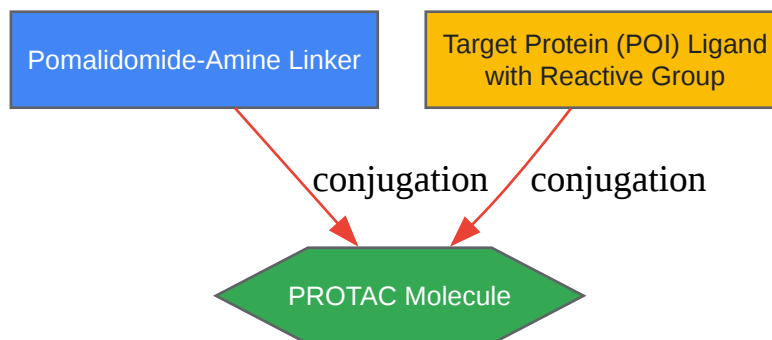 Pomalidomide-Amine Linker
Target Protein (POI) Ligand
with Reactive Group
conjugation
conjugation
PROTAC Molecule